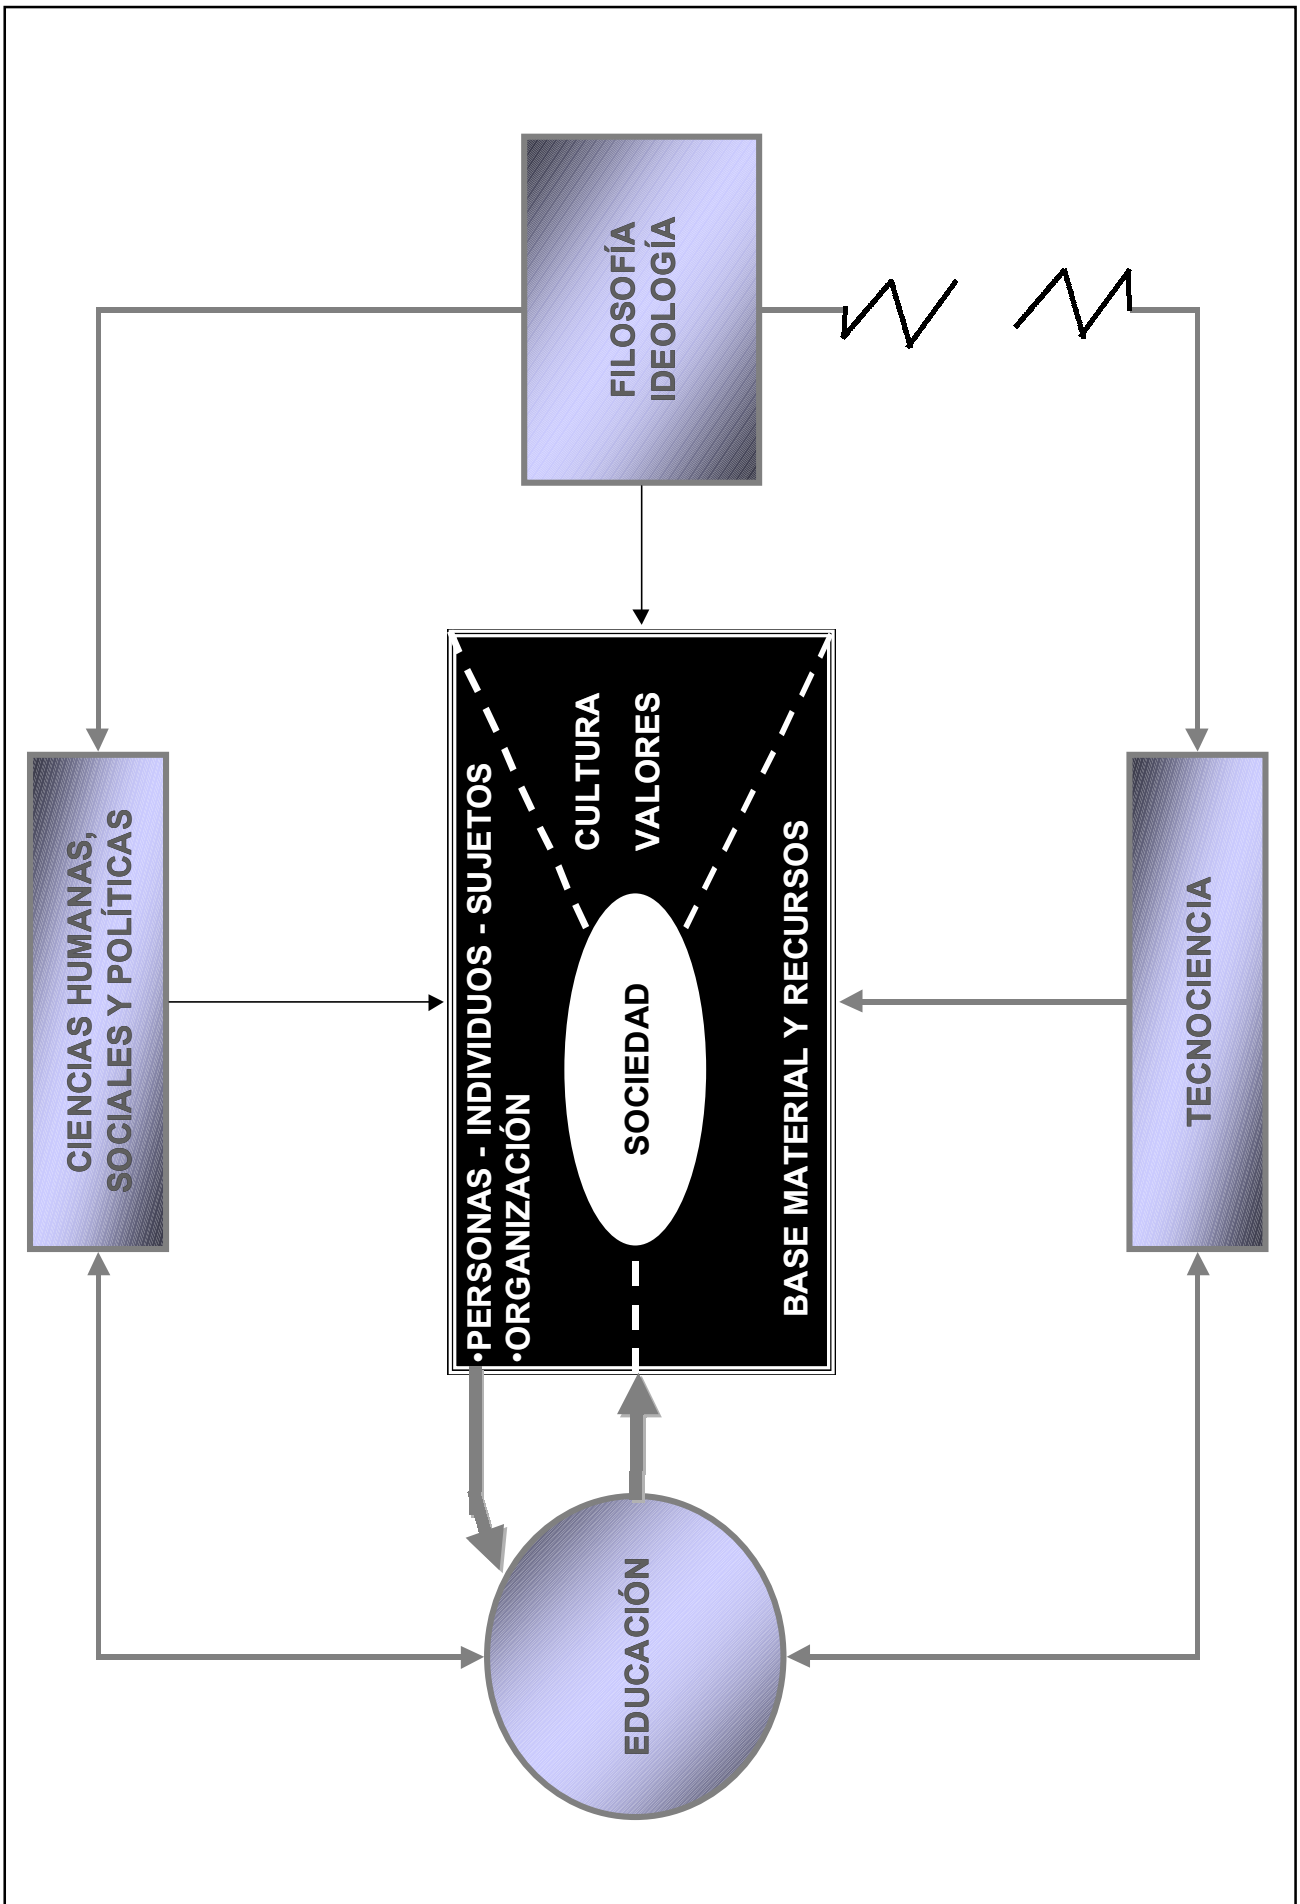 CIENCIAS HUMANAS,
SOCIALES Y POLÍTICAS
EDUCACIÓN
•PERSONAS - INDIVIDUOS - SUJETOS
•ORGANIZACIÓN
SOCIEDAD
CULTURA
VALORES
BASE MATERIAL Y RECURSOS
FILOSOFÍA
IDEOLOGÍA
TECNOCIENCIA